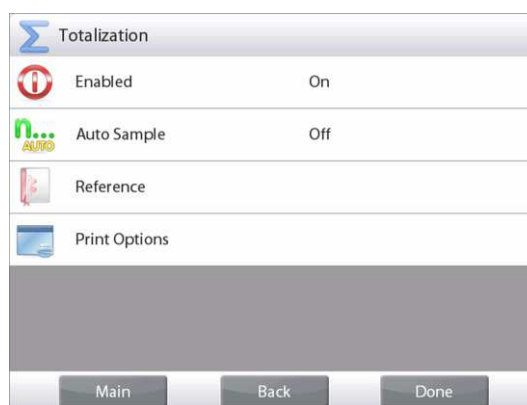 Totalization
Enabled On
n... AUTO Auto Sample Off
Reference
Print Options
Main Back Done